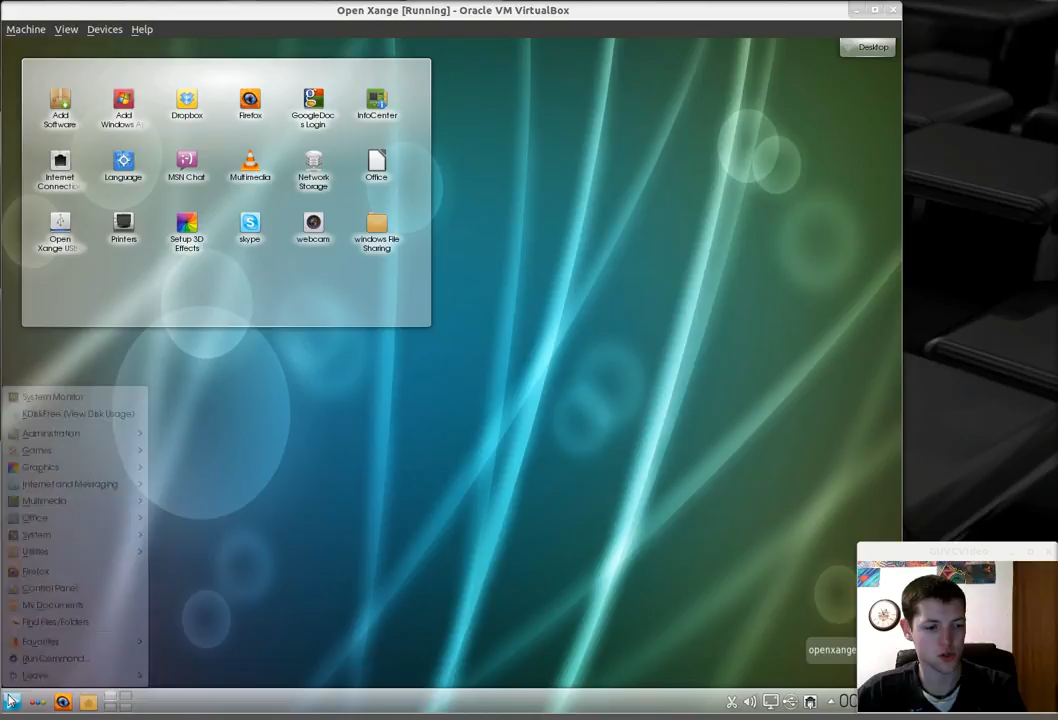 Open Xange [Running] - Oracle VM VirtualBox
Machine View Devices Help
Desktop
Add Software
Add Windows A
Dropbox
Firefox
GoogleDoc s Login
InfoCenter
Internet Connectio
Language
MSN Chat
Multimedia
Network Storage
Office
Open Xange US
Printers
Setup 3D Effects
skype
webcam
windows File Sharing
System Monitor
KDiskFree (View Disk Usage)
Administration
Games
Graphics
Internet and Messaging
Multimedia
Office
System
Utilities
Firefox
Control Panel
My Documents
Find Files/Folders
Favorites
Run Command...
Leave
openxange
GUVCVideo